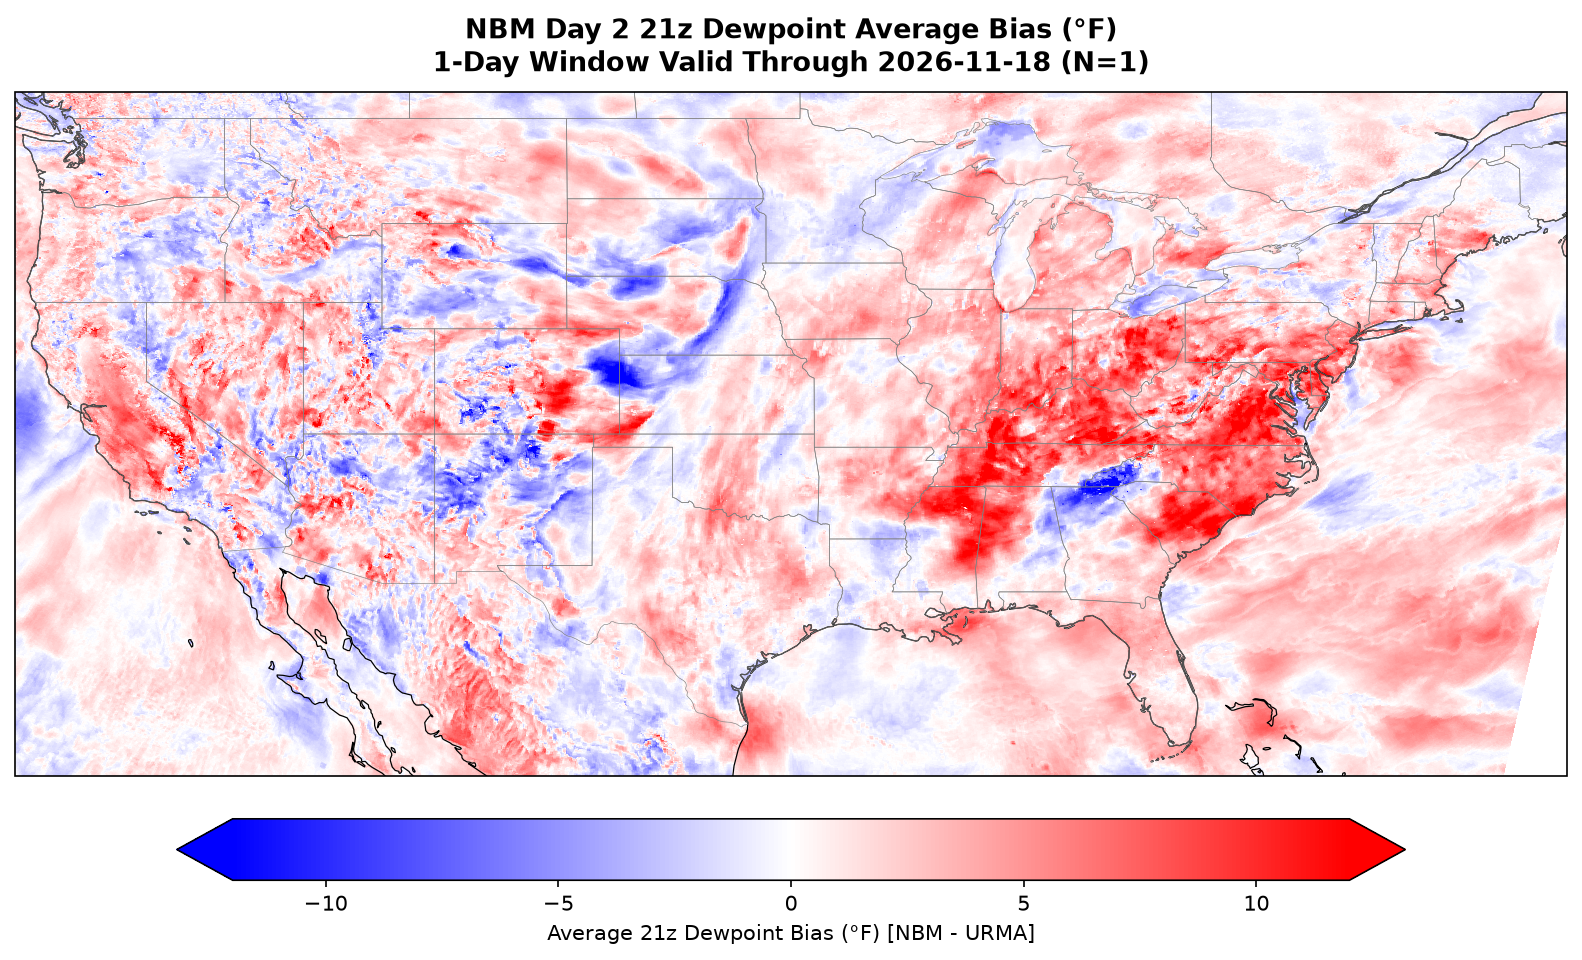 NBM Day 2 21z Dewpoint Average Bias (°F)
1-Day Window Valid Through 2026-11-18 (N=1)
−10
−5
0
5
10
Average 21z Dewpoint Bias (°F) [NBM - URMA]